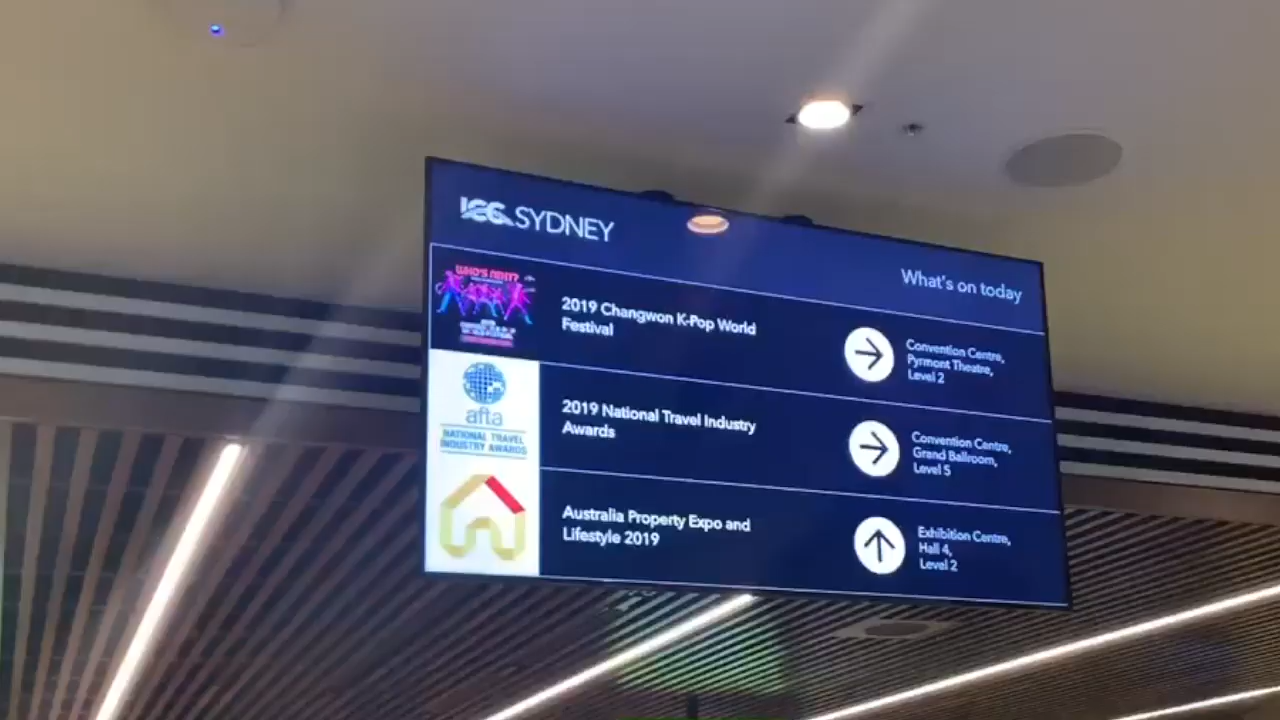 ICC SYDNEY
What's on today
WHO'S NEXT?
2019 Changwon K-Pop World
Festival
Convention Centre,
Pyrmont Theatre,
Level 2
afta
NATIONAL TRAVEL
INDUSTRY AWARDS
2019 National Travel Industry
Awards
Convention Centre,
Grand Ballroom,
Level 5
Australia Property Expo and
Lifestyle 2019
Exhibition Centre,
Hall 4,
Level 2